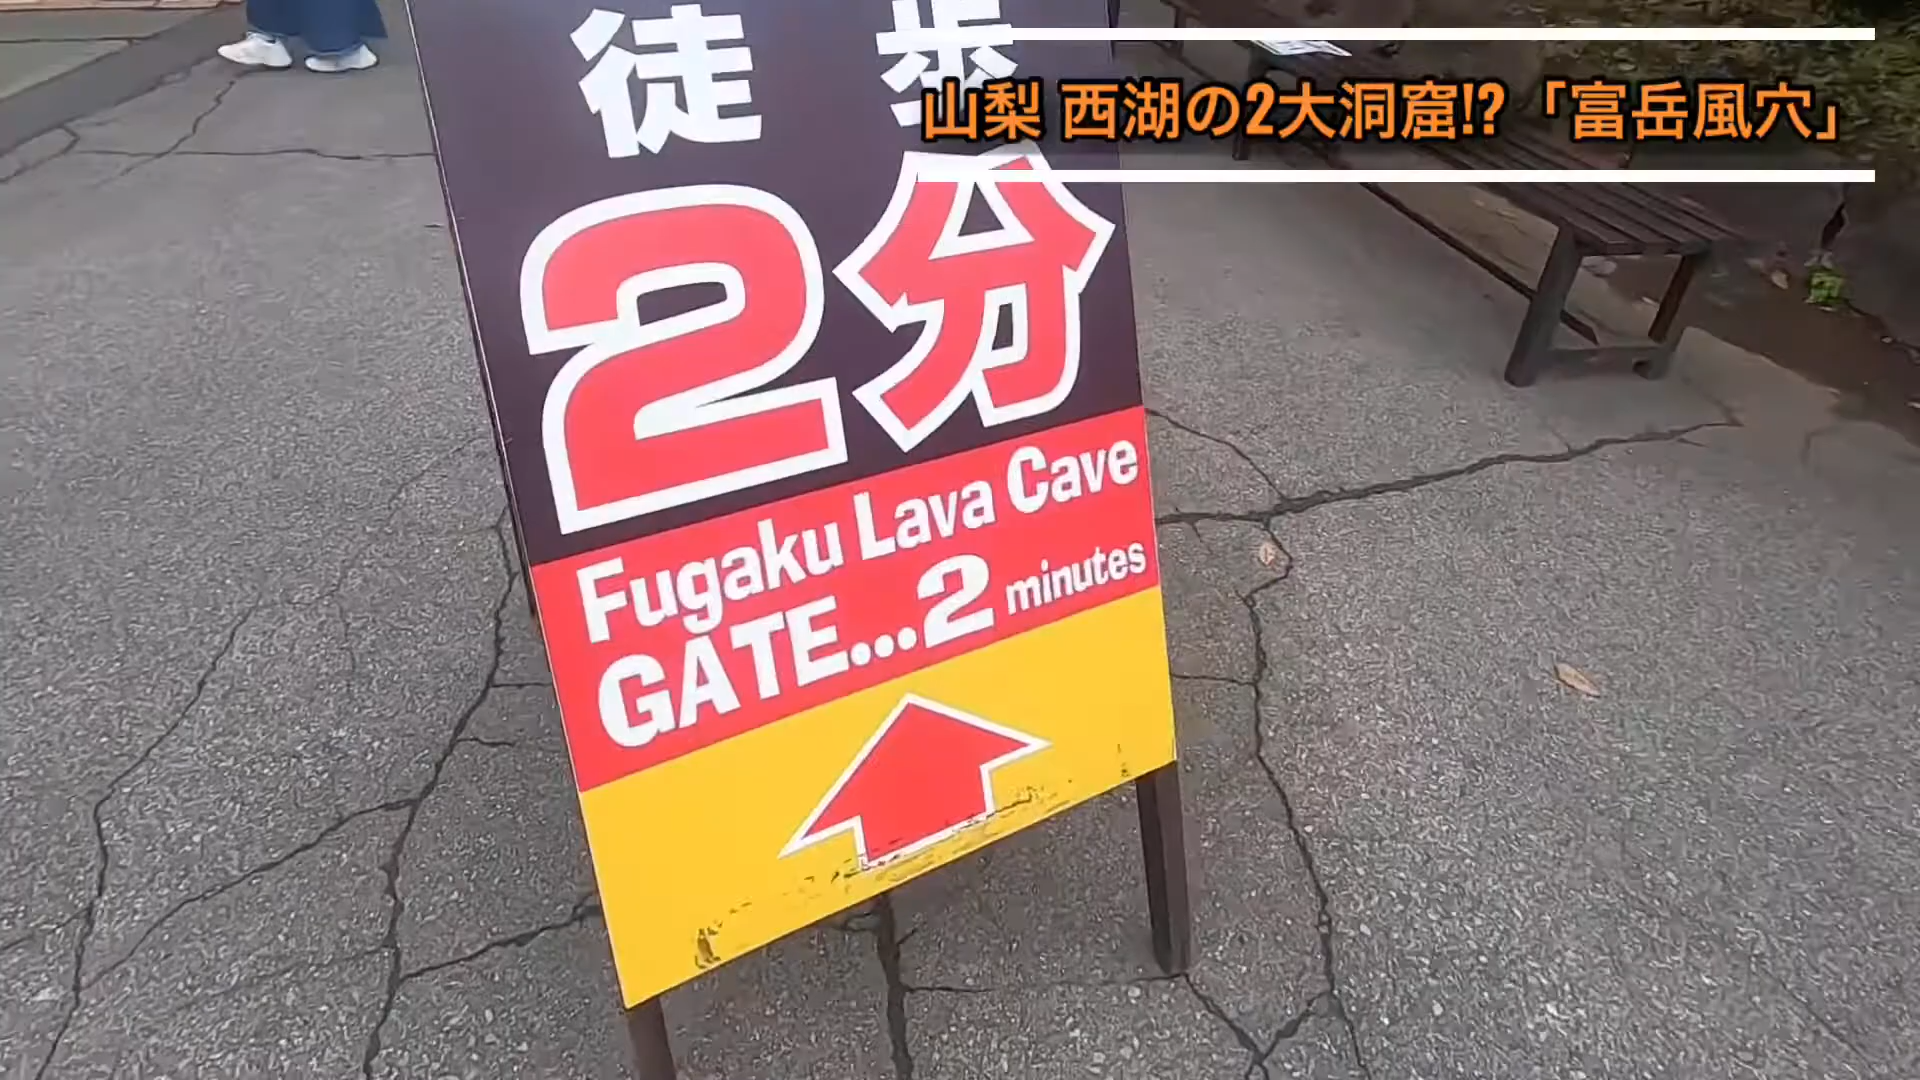 徒歩
山梨 西湖の2大洞窟!?「富岳風穴」
2分
Fugaku Lava Cave
GATE...2 minutes